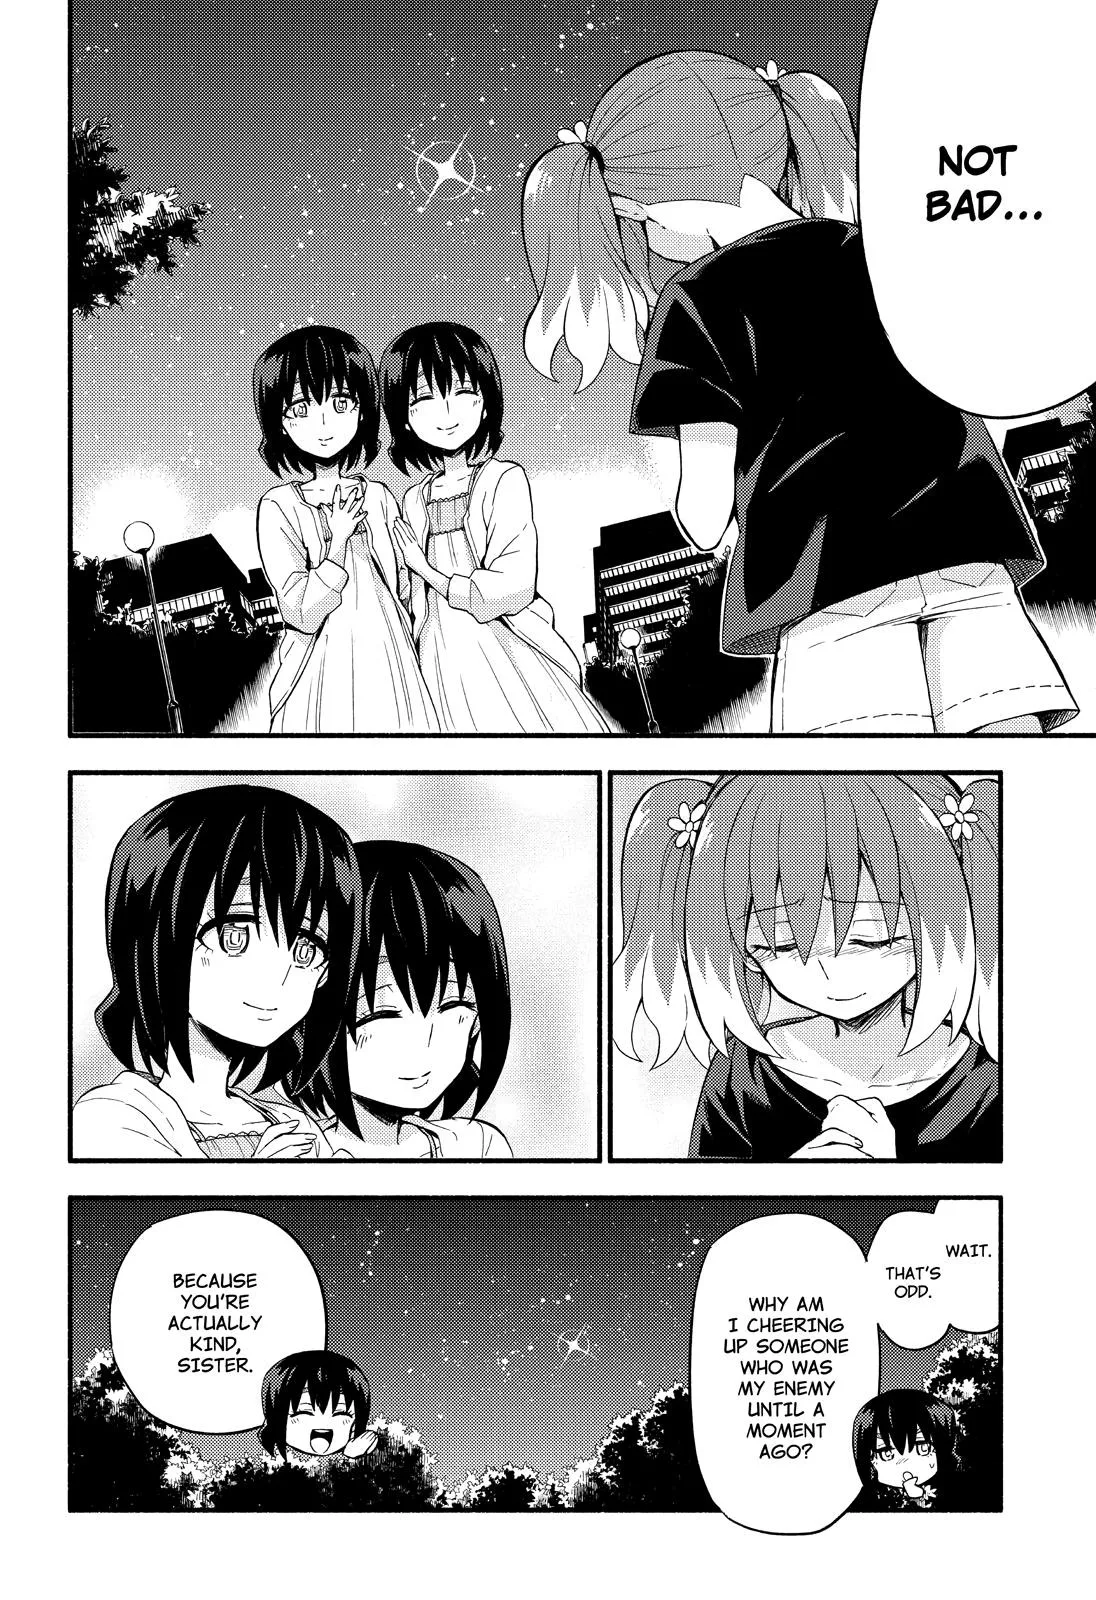 NOT
BAD...
WAIT.
THAT'S
ODD.
WHY AM
I CHEERING
UP SOMEONE
WHO WAS
MY ENEMY
UNTIL A
MOMENT
AGO?
BECAUSE
YOU'RE
ACTUALLY
KIND,
SISTER.